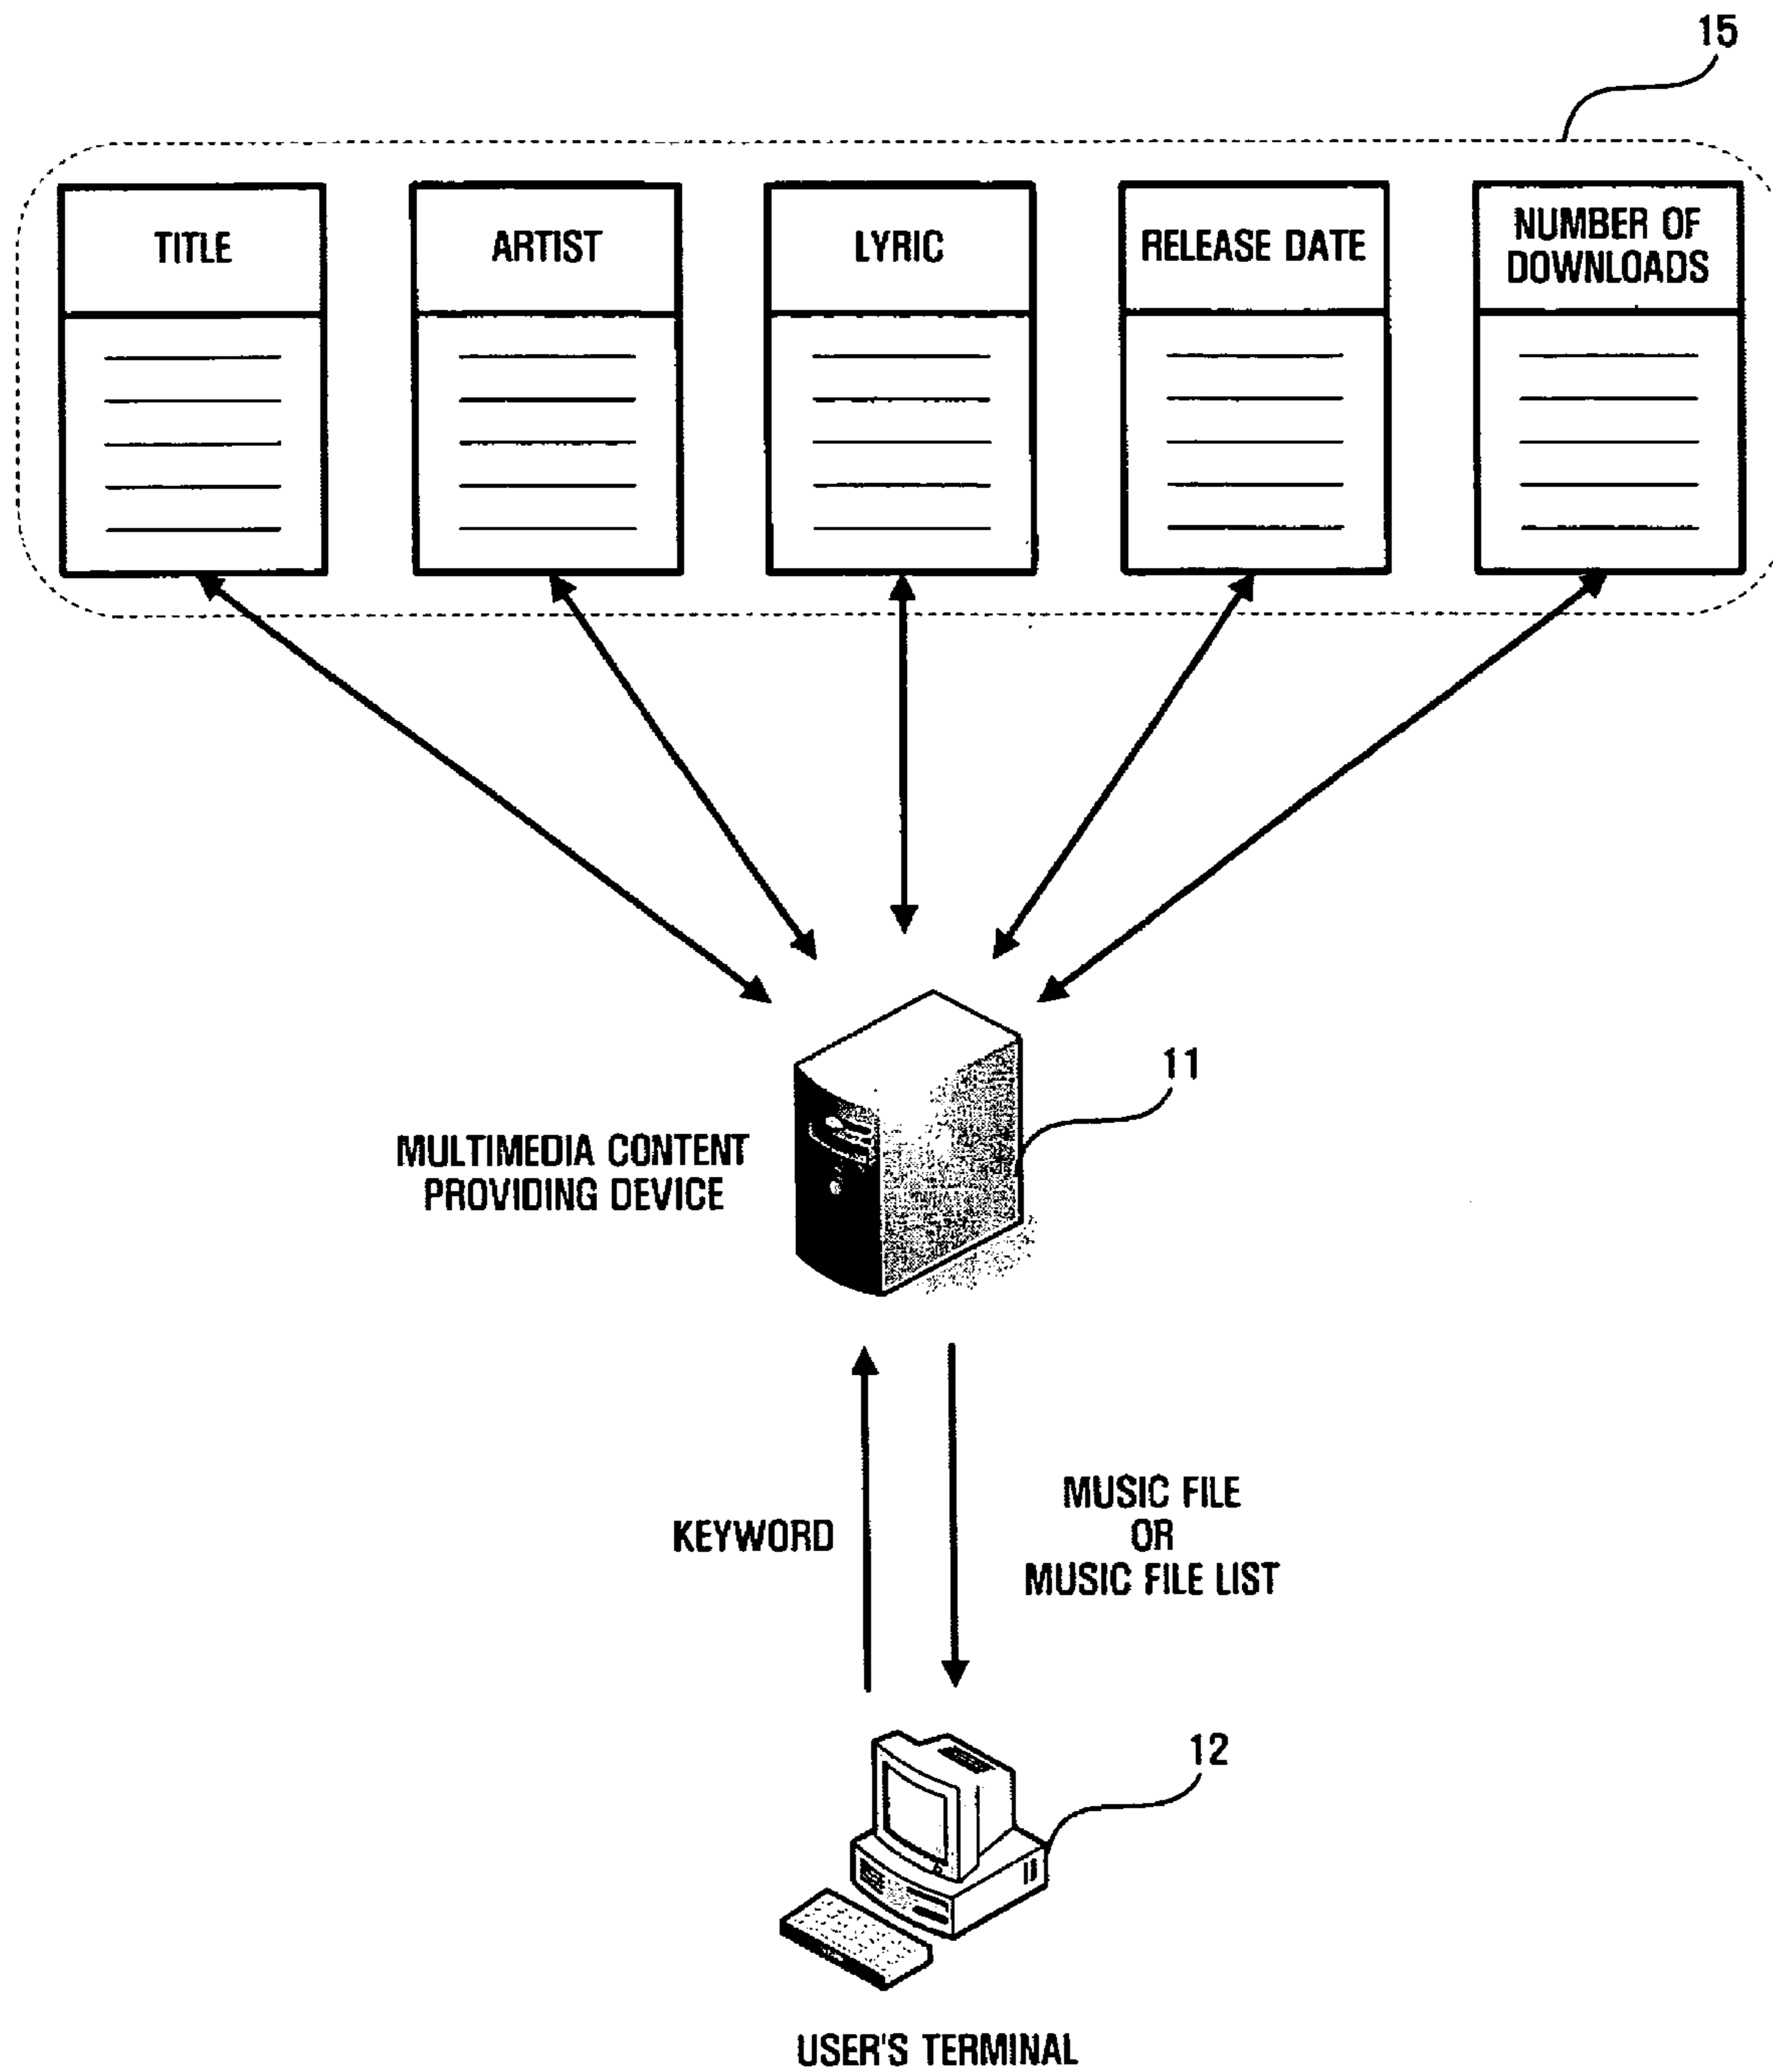 15
TITLE
ARTIST
LYRIC
RELEASE DATE
NUMBER OF
DOWNLOADS
11
MULTIMEDIA CONTENT
PROVIDING DEVICE
KEYWORD
MUSIC FILE
OR
MUSIC FILE LIST
12
USER'S TERMINAL